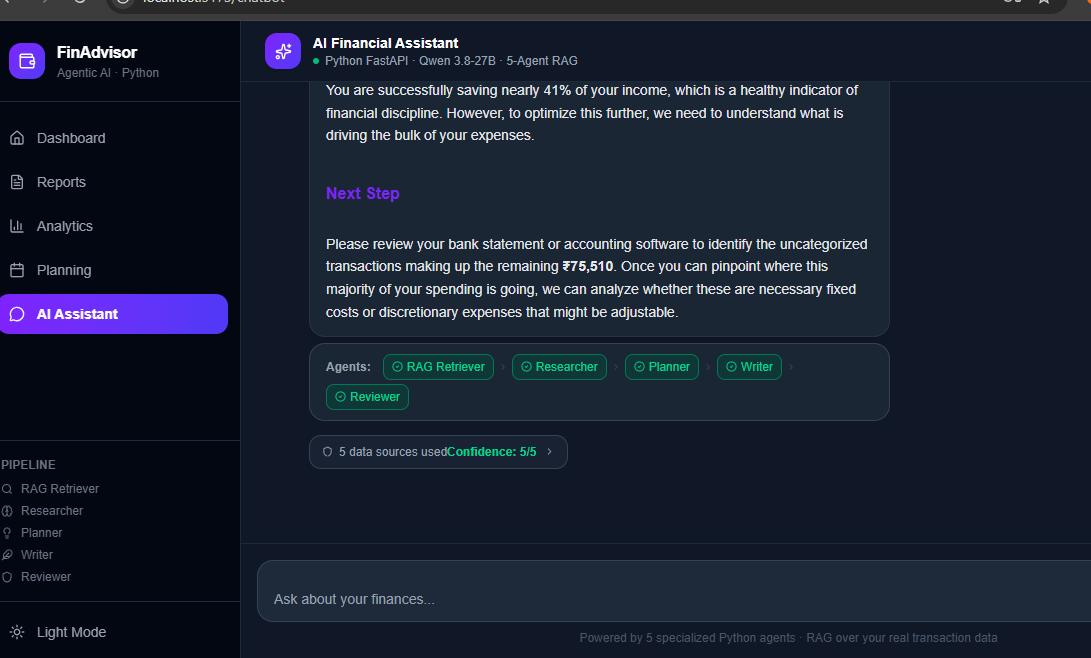 FinAdvisor
Agentic AI · Python
Dashboard
Reports
Analytics
Planning
AI Assistant
PIPELINE
RAG Retriever
Researcher
Planner
Writer
Reviewer
Light Mode
AI Financial Assistant
Python FastAPI · Qwen 3.8-27B · 5-Agent RAG
You are successfully saving nearly 41% of your income, which is a healthy indicator of
financial discipline. However, to optimize this further, we need to understand what is
driving the bulk of your expenses.
Next Step
Please review your bank statement or accounting software to identify the uncategorized
transactions making up the remaining ₹75,510. Once you can pinpoint where this
majority of your spending is going, we can analyze whether these are necessary fixed
costs or discretionary expenses that might be adjustable.
Agents: RAG Retriever › Researcher › Planner › Writer ›
Reviewer
5 data sources usedConfidence: 5/5 ›
Ask about your finances...
Powered by 5 specialized Python agents · RAG over your real transaction data